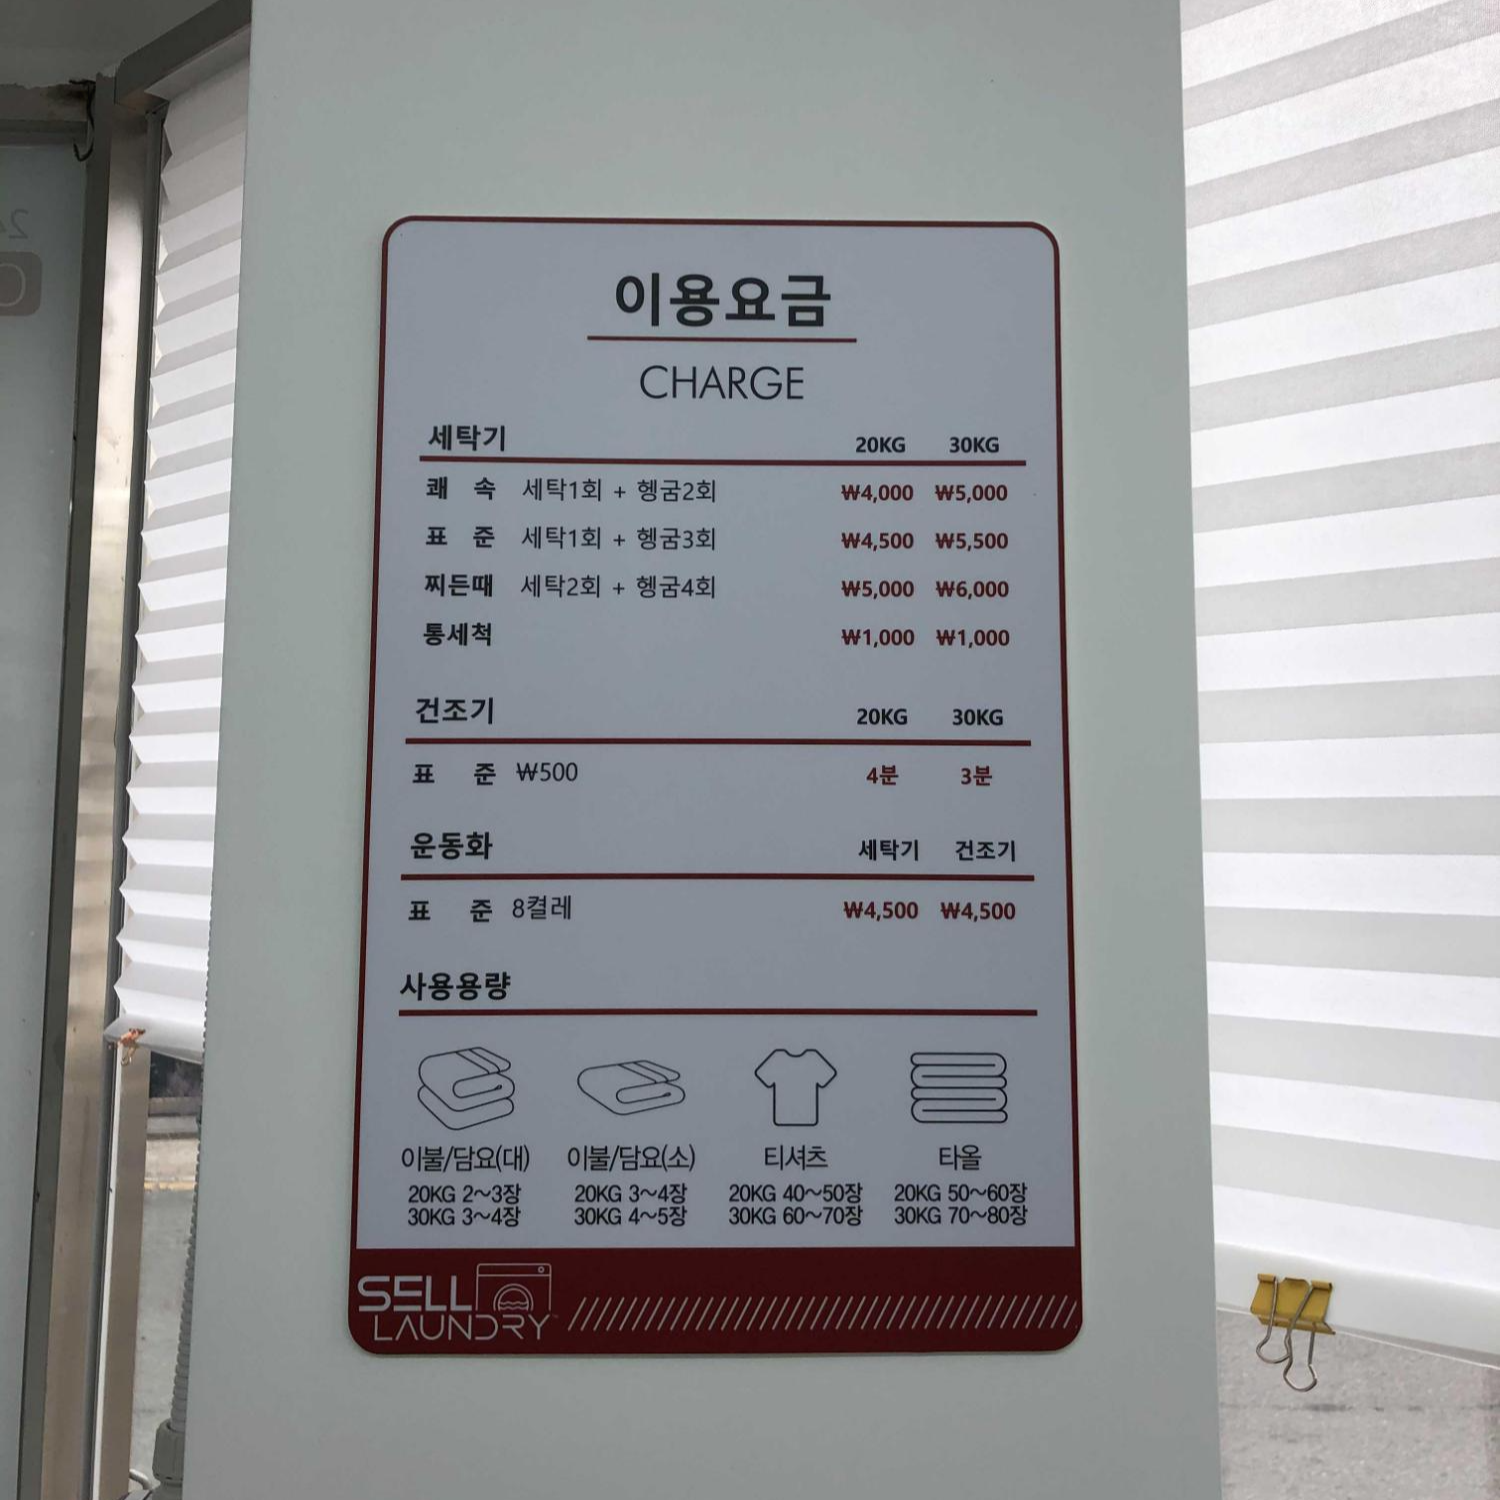 이용요금
CHARGE
세탁기 20KG 30KG
쾌 속 세탁1회 + 헹굼2회 ₩4,000 ₩5,000
표 준 세탁1회 + 헹굼3회 ₩4,500 ₩5,500
찌든때 세탁2회 + 헹굼4회 ₩5,000 ₩6,000
통세척 ₩1,000 ₩1,000
건조기 20KG 30KG
표 준 ₩500 4분 3분
운동화 세탁기 건조기
표 준 8켤레 ₩4,500 ₩4,500
사용용량
이불/담요(대) 이불/담요(소) 티셔츠 타올
20KG 2~3장 20KG 3~4장 20KG 40~50장 20KG 50~60장
30KG 3~4장 30KG 4~5장 30KG 60~70장 30KG 70~80장
SELL
LAUNDRY